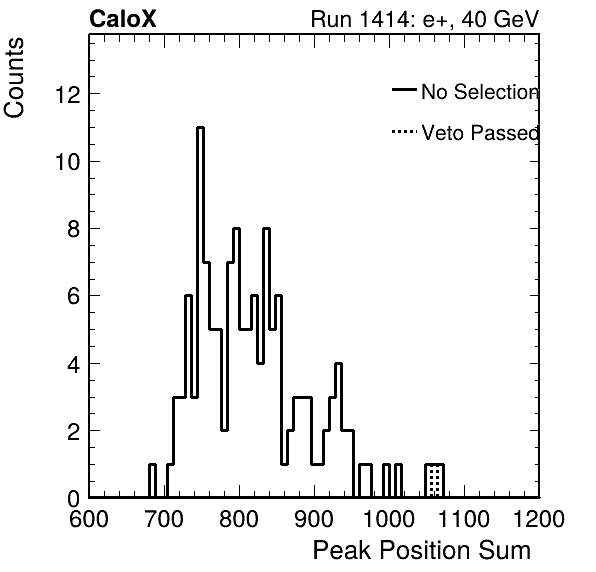 CaloX Run 1414: e+, 40 GeV
Counts
No Selection
Veto Passed
12
10
8
6
4
2
0
600 700 800 900 1000 1100 1200
Peak Position Sum